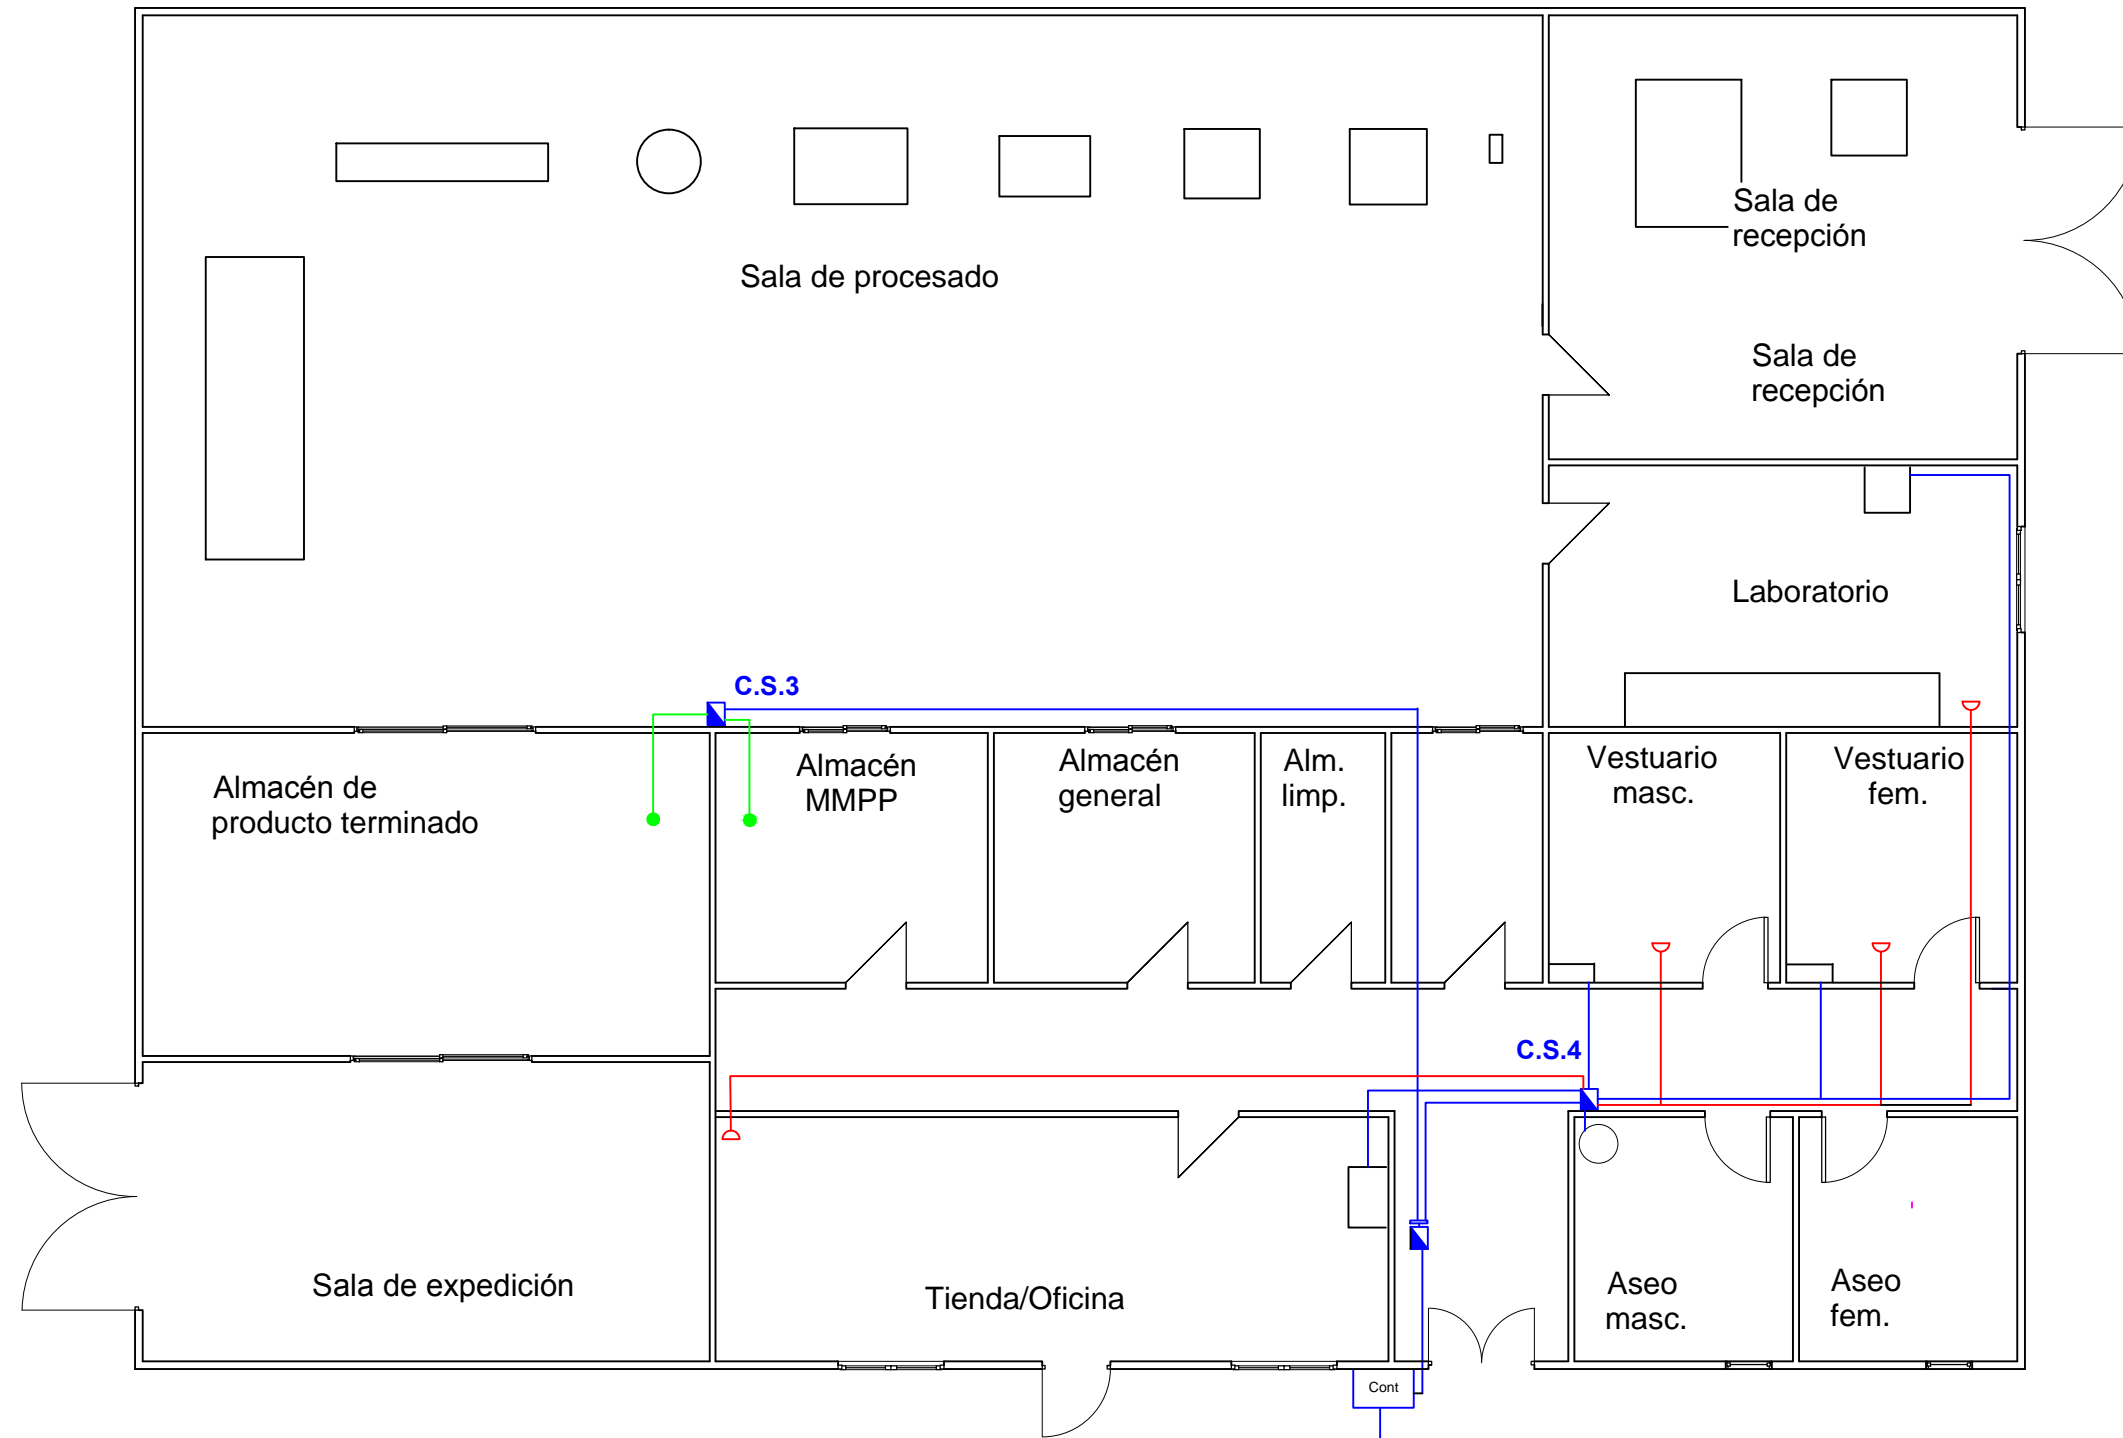 Sala de
recepción
Sala de procesado
Sala de
recepción
Laboratorio
C.S.3
Almacén de
producto terminado
Almacén
MMPP
Almacén
general
Alm.
limp.
Vestuario
masc.
Vestuario
fem.
C.S.4
Sala de expedición
Tienda/Oficina
Aseo
masc.
Aseo
fem.
Cont